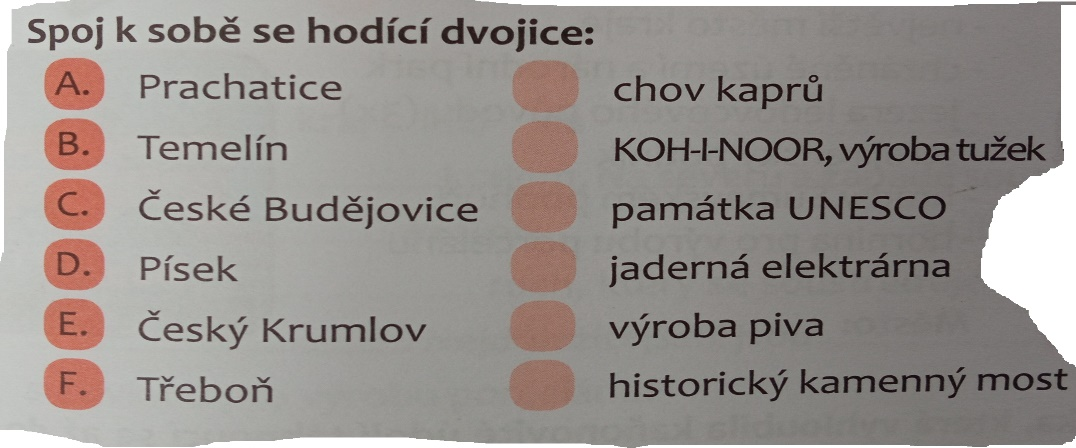 Spoj k sobě se hodící dvojice:
A. Prachatice chov kaprů
B. Temelín KOH-I-NOOR, výroba tužek
C. České Budějovice památka UNESCO
D. Písek jaderná elektrárna
E. Český Krumlov výroba piva
F. Třeboň historický kamenný most